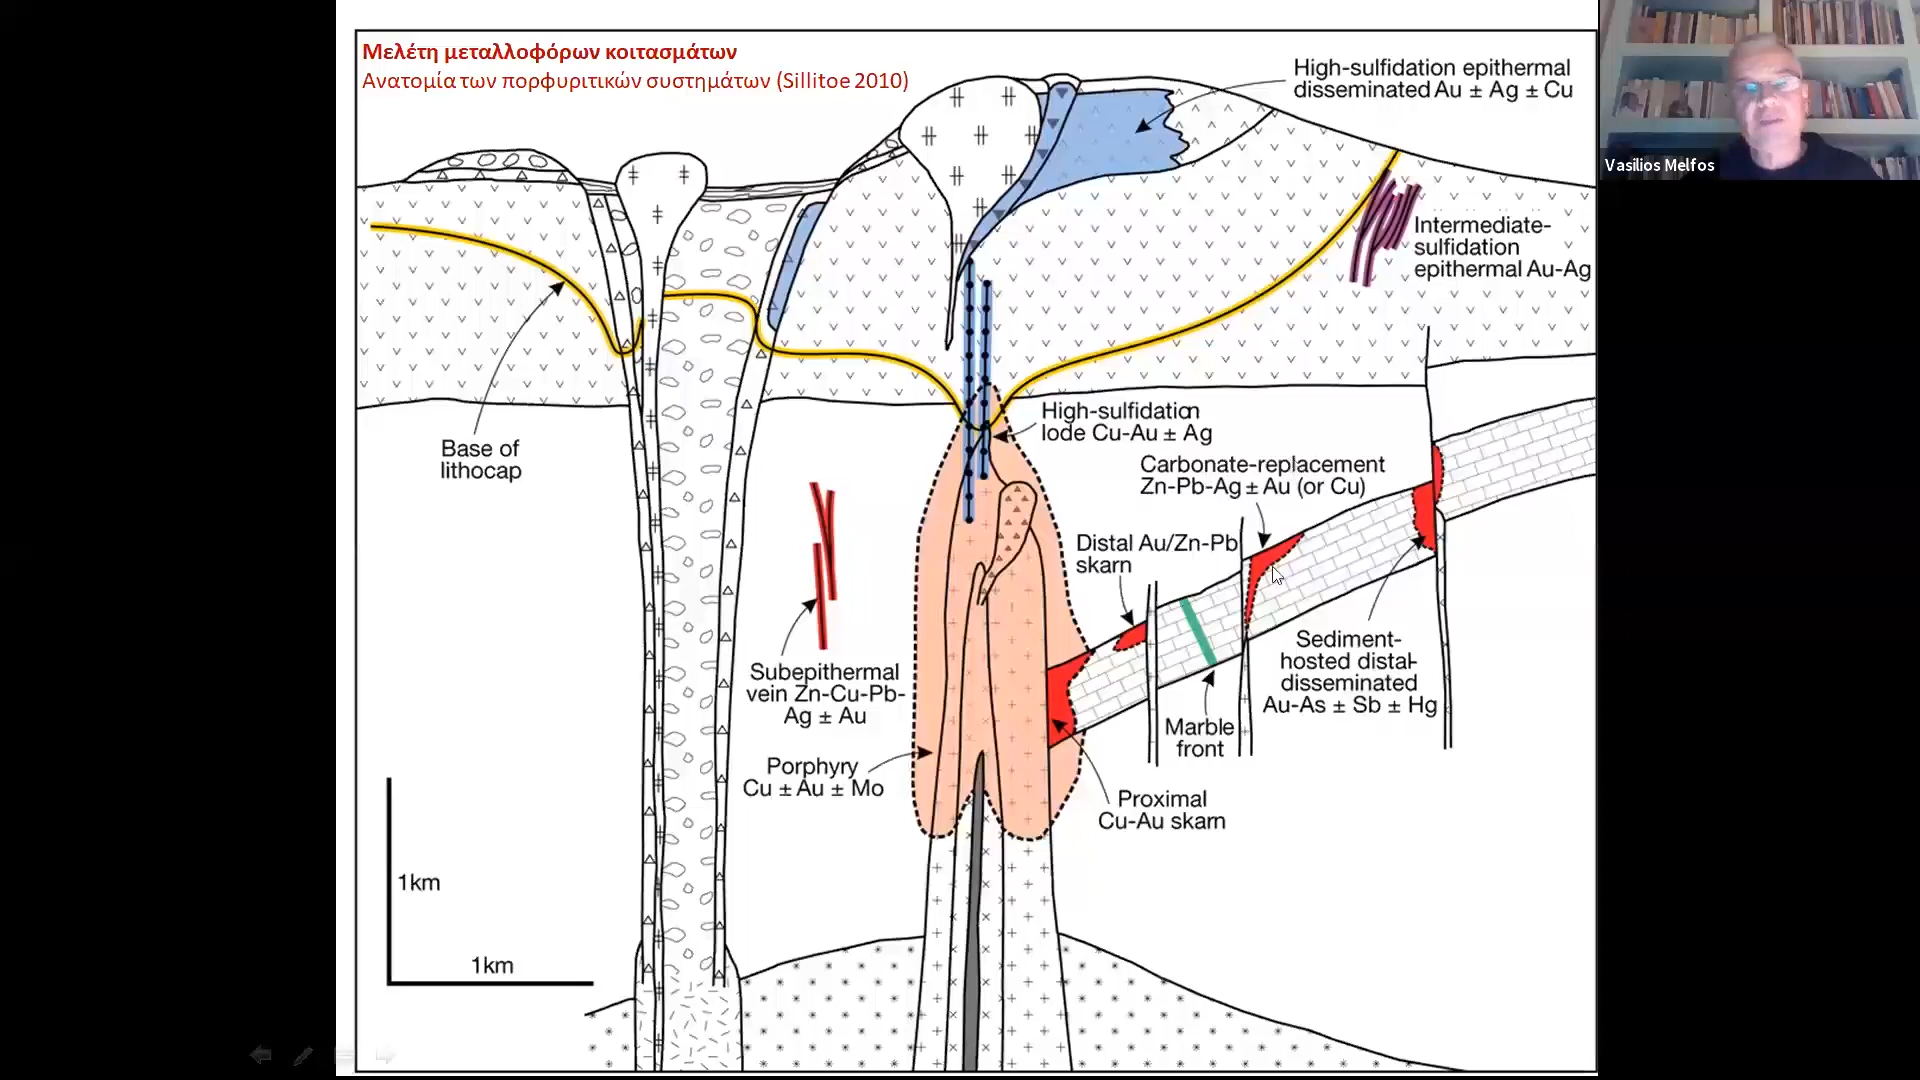 Μελέτη μεταλλοφόρων κοιτασμάτων
Ανατομία των πορφυριτικών συστημάτων (Sillitoe 2010)
High-sulfidation epithermal
disseminated Au ± Ag ± Cu
Vasilios Melfos
Intermediate-
sulfidation
epithermal Au-Ag
Base of
lithocap
High-sulfidation
lode Cu-Au ± Ag
Carbonate-replacement
Zn-Pb-Ag ± Au (or Cu)
Distal Au/Zn-Pb
skarn
Subepithermal
vein Zn-Cu-Pb-
Ag ± Au
Sediment-
hosted distal-
disseminated
Au-As ± Sb ± Hg
Marble
front
Porphyry
Cu ± Au ± Mo
Proximal
Cu-Au skarn
1km
1km